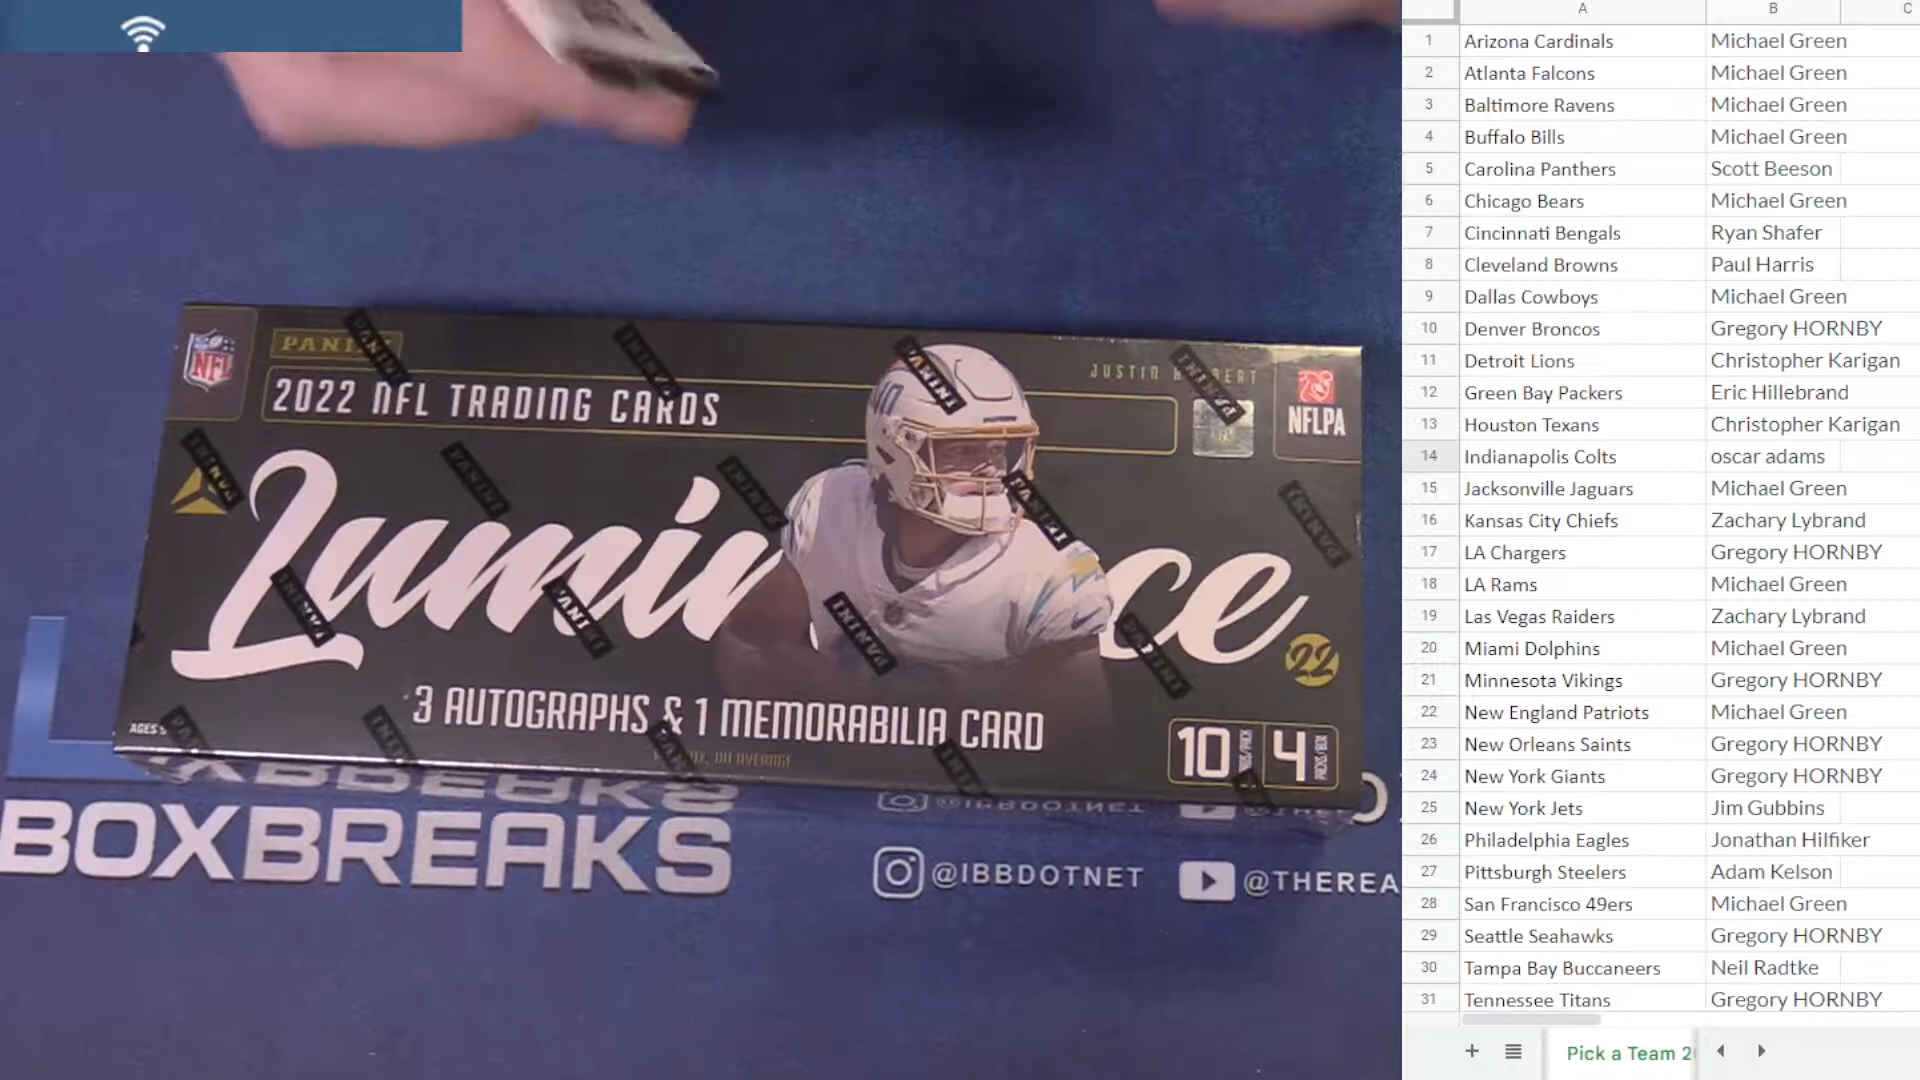 NFL
PANINI
2022 NFL TRADING CARDS
NFLPA
22
3 AUTOGRAPHS & 1 MEMORABILIA CARD
10
4
AGES
BOXBREAKS
@IBBDOTNET
@THEREA
A B C
1 Arizona Cardinals Michael Green
2 Atlanta Falcons Michael Green
3 Baltimore Ravens Michael Green
4 Buffalo Bills Michael Green
5 Carolina Panthers Scott Beeson
6 Chicago Bears Michael Green
7 Cincinnati Bengals Ryan Shafer
8 Cleveland Browns Paul Harris
9 Dallas Cowboys Michael Green
10 Denver Broncos Gregory HORNBY
11 Detroit Lions Christopher Karigan
12 Green Bay Packers Eric Hillebrand
13 Houston Texans Christopher Karigan
14 Indianapolis Colts oscar adams
15 Jacksonville Jaguars Michael Green
16 Kansas City Chiefs Zachary Lybrand
17 LA Chargers Gregory HORNBY
18 LA Rams Michael Green
19 Las Vegas Raiders Zachary Lybrand
20 Miami Dolphins Michael Green
21 Minnesota Vikings Gregory HORNBY
22 New England Patriots Michael Green
23 New Orleans Saints Gregory HORNBY
24 New York Giants Gregory HORNBY
25 New York Jets Jim Gubbins
26 Philadelphia Eagles Jonathan Hilfiker
27 Pittsburgh Steelers Adam Kelson
28 San Francisco 49ers Michael Green
29 Seattle Seahawks Gregory HORNBY
30 Tampa Bay Buccaneers Neil Radtke
31 Tennessee Titans Gregory HORNBY
Pick a Team 2